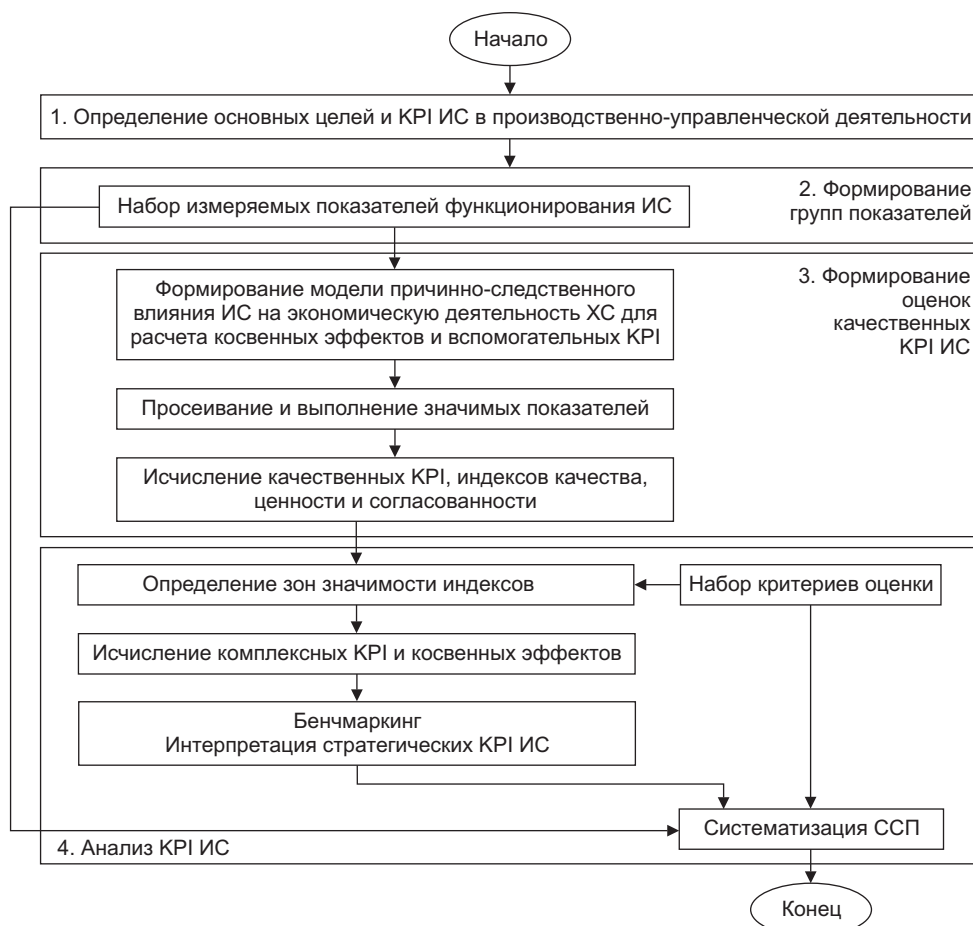 Начало
1. Определение основных целей и KPI ИС в производственно-управленческой деятельности
2. Формирование
групп показателей
Набор измеряемых показателей функционирования ИС
3. Формирование
оценок
качественных
KPI ИС
Формирование модели причинно-следственного
влияния ИС на экономическую деятельность ХС для
расчета косвенных эффектов и вспомогательных KPI
Просеивание и выполнение значимых показателей
Исчисление качественных KPI, индексов качества,
ценности и согласованности
Определение зон значимости индексов
Набор критериев оценки
Исчисление комплексных KPI и косвенных эффектов
Бенчмаркинг
Интерпретация стратегических KPI ИС
Систематизация ССП
4. Анализ KPI ИС
Конец